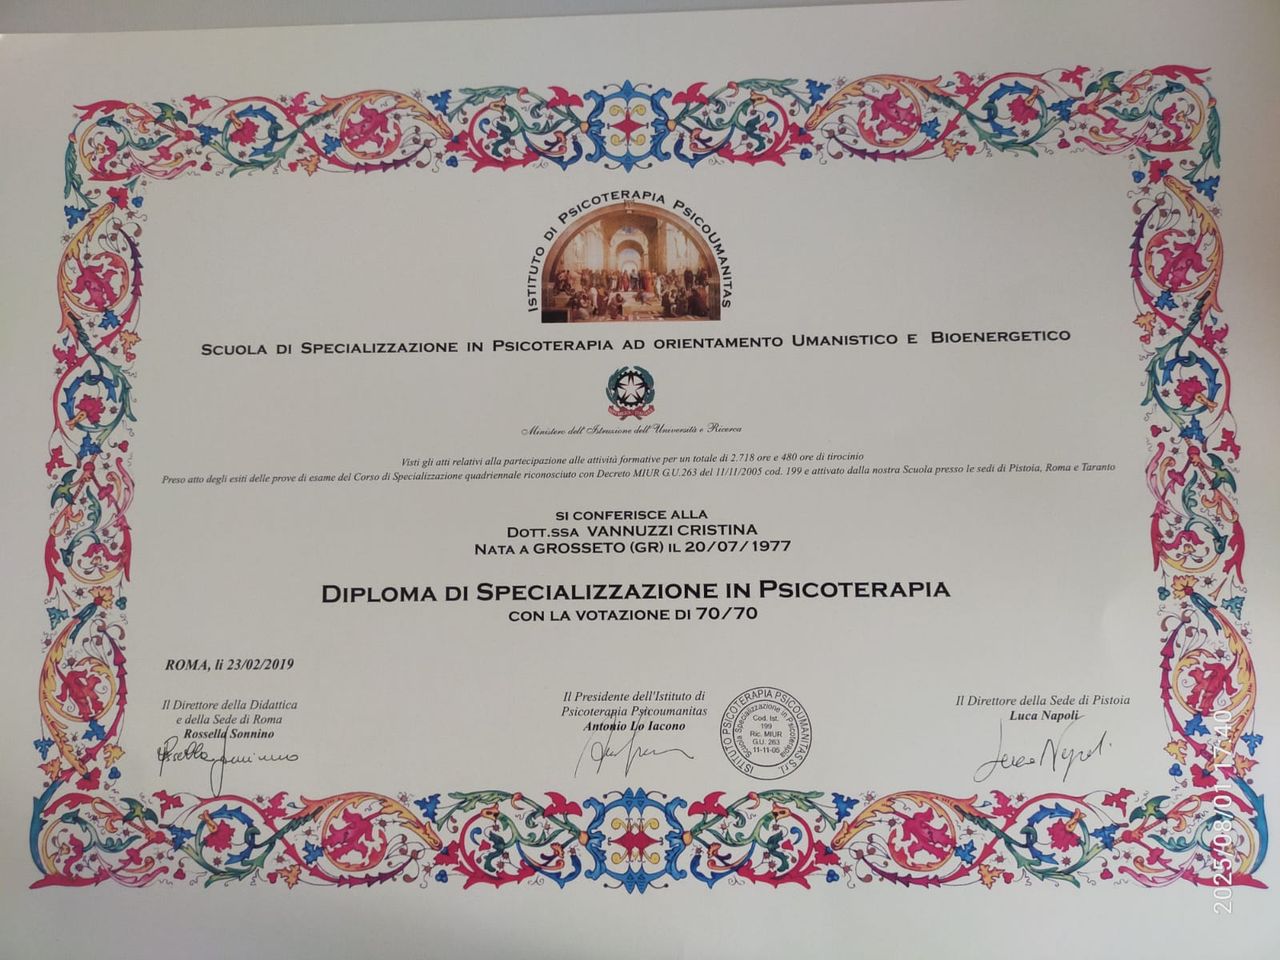 ISTITUTO DI PSICOTERAPIA PSICOUMANITAS
SCUOLA DI SPECIALIZZAZIONE IN PSICOTERAPIA AD ORIENTAMENTO UMANISTICO E BIOENERGETICO
Ministero dell'Istruzione dell'Università e Ricerca
Visti gli atti relativi alla partecipazione alle attività formative per un totale di 2.718 ore e 480 ore di tirocinio
Preso atto degli esiti delle prove di esame del Corso di Specializzazione quadriennale riconosciuto con Decreto MIUR G.U.263 del 11/11/2005 cod. 199 e attivato dalla nostra Scuola presso le sedi di Pistoia, Roma e Taranto
SI CONFERISCE ALLA
DOTT.SSA VANNUZZI CRISTINA
NATA A GROSSETO (GR) IL 20/07/1977
DIPLOMA DI SPECIALIZZAZIONE IN PSICOTERAPIA
CON LA VOTAZIONE DI 70/70
ROMA, li 23/02/2019
Il Direttore della Didattica
e della Sede di Roma
Rossella Sonnino
Il Presidente dell'Istituto di
Psicoterapia Psicoumanitas
Antonio Lo Iacono
ISTITUTO PSICOTERAPIA PSICOUMANITAS S.r.l.
Scuola Specializzazione in Psicoterapia
Cod. Ist.
199
Ric. MIUR
G.U. 263
11-11-05
Il Direttore della Sede di Pistoia
Luca Napoli
Luca Napoli
2025/08/01 17:40